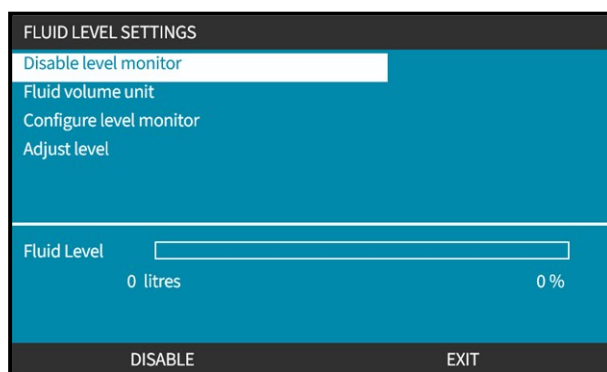 FLUID LEVEL SETTINGS
Disable level monitor
Fluid volume unit
Configure level monitor
Adjust level
Fluid Level
0 litres 0 %
DISABLE EXIT